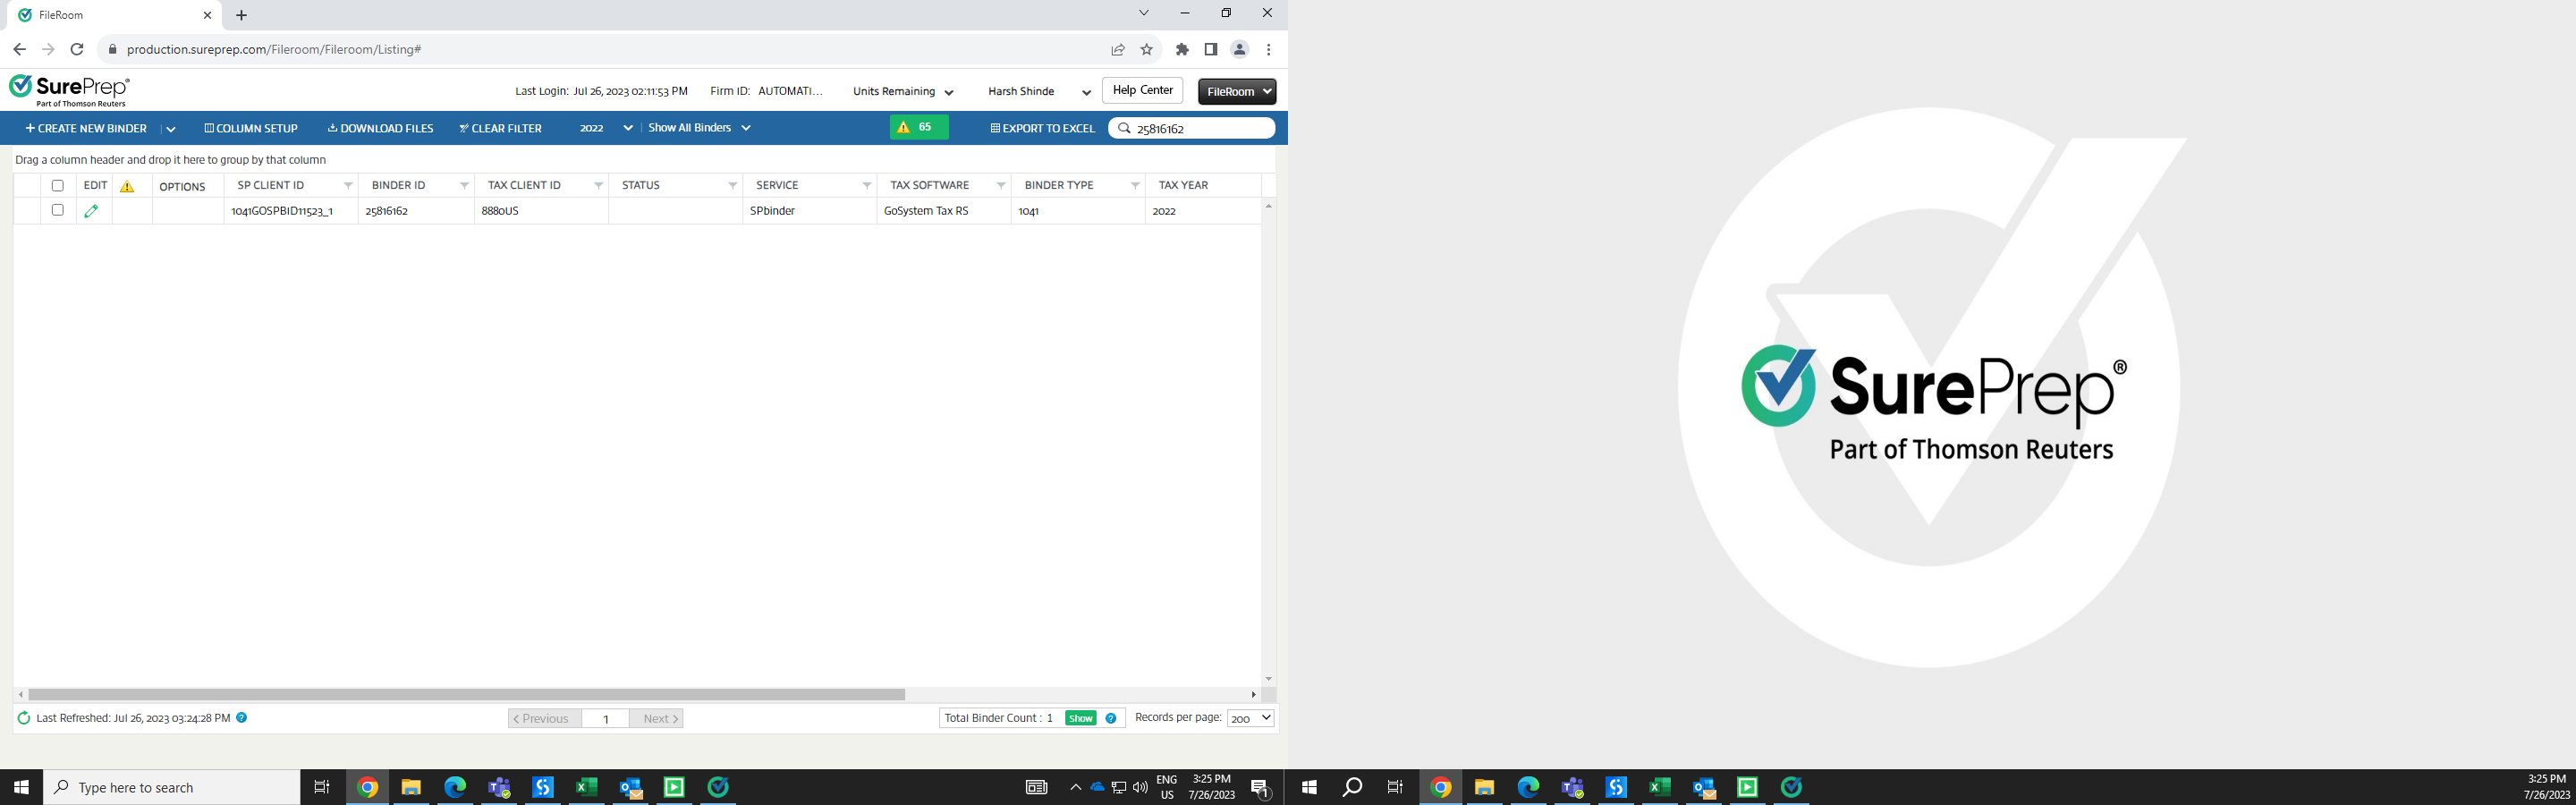 FileRoom
production.sureprep.com/Fileroom/Fileroom/Listing#
SurePrep®
Part of Thomson Reuters
Last Login: Jul 26, 2023 02:11:53 PM
Firm ID: AUTOMATI...
Units Remaining
Harsh Shinde
Help Center
FileRoom
CREATE NEW BINDER
COLUMN SETUP
DOWNLOAD FILES
CLEAR FILTER
2022
Show All Binders
65
EXPORT TO EXCEL
25816162
Drag a column header and drop it here to group by that column
EDIT OPTIONS SP CLIENT ID BINDER ID TAX CLIENT ID STATUS SERVICE TAX SOFTWARE BINDER TYPE TAX YEAR
1041GOSPBID11523_1 25816162 8880US SPbinder GoSystem Tax RS 1041 2022
Last Refreshed: Jul 26, 2023 03:24:28 PM ?
Previous 1 Next
Total Binder Count : 1 Show ?
Records per page: 200
Type here to search
ENG
US
3:25 PM
7/26/2023
1
SurePrep®
Part of Thomson Reuters
3:25 PM
7/26/2023